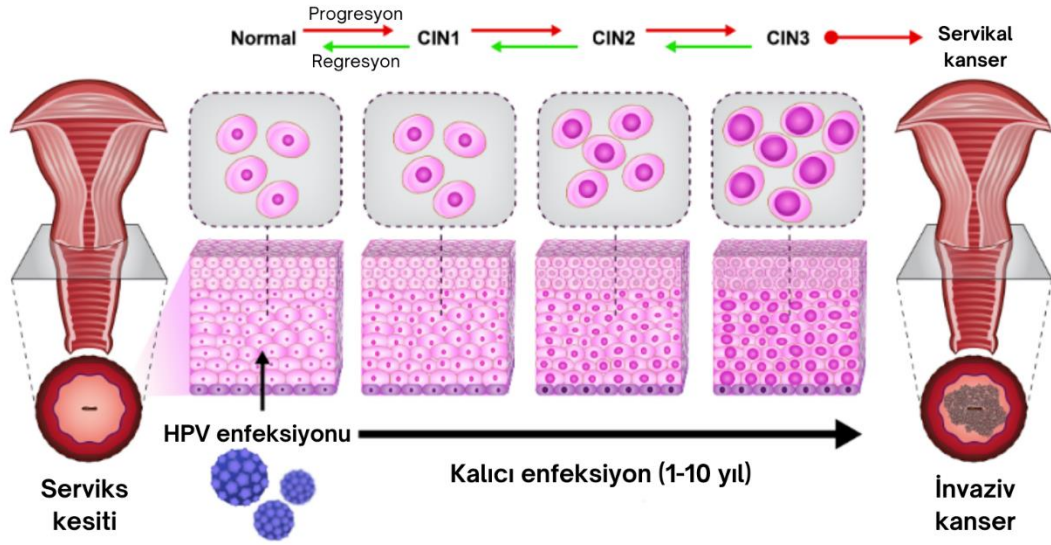 Progresyon
Normal CIN1 CIN2 CIN3 Servikal
kanser
Regresyon
HPV enfeksiyonu
Kalıcı enfeksiyon (1-10 yıl)
Serviks
kesiti
İnvaziv
kanser